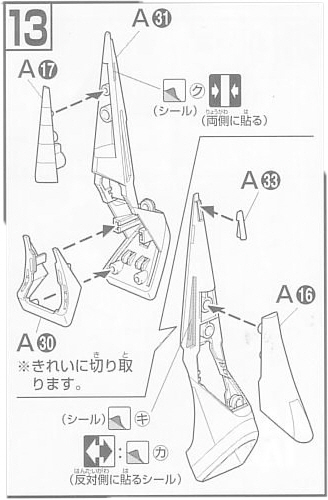 13
A31
A17
ク
(シール)
りょうがわ は
(両側に貼る)
A33
A16
A30
※きれいに切り取
き と
ります。
(シール) キ
: カ
はんたいがわ は
(反対側に貼るシール)